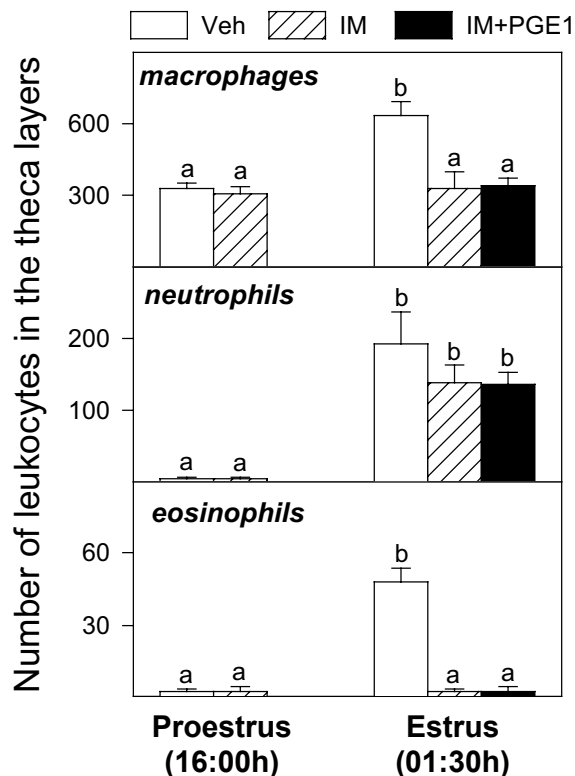 Veh IM IM+PGE1
Number of leukocytes in the theca layers
macrophages
600
300
a a b a a
neutrophils
200
100
a a b b b
eosinophils
60
30
a a b a a
Proestrus Estrus
(16:00h) (01:30h)